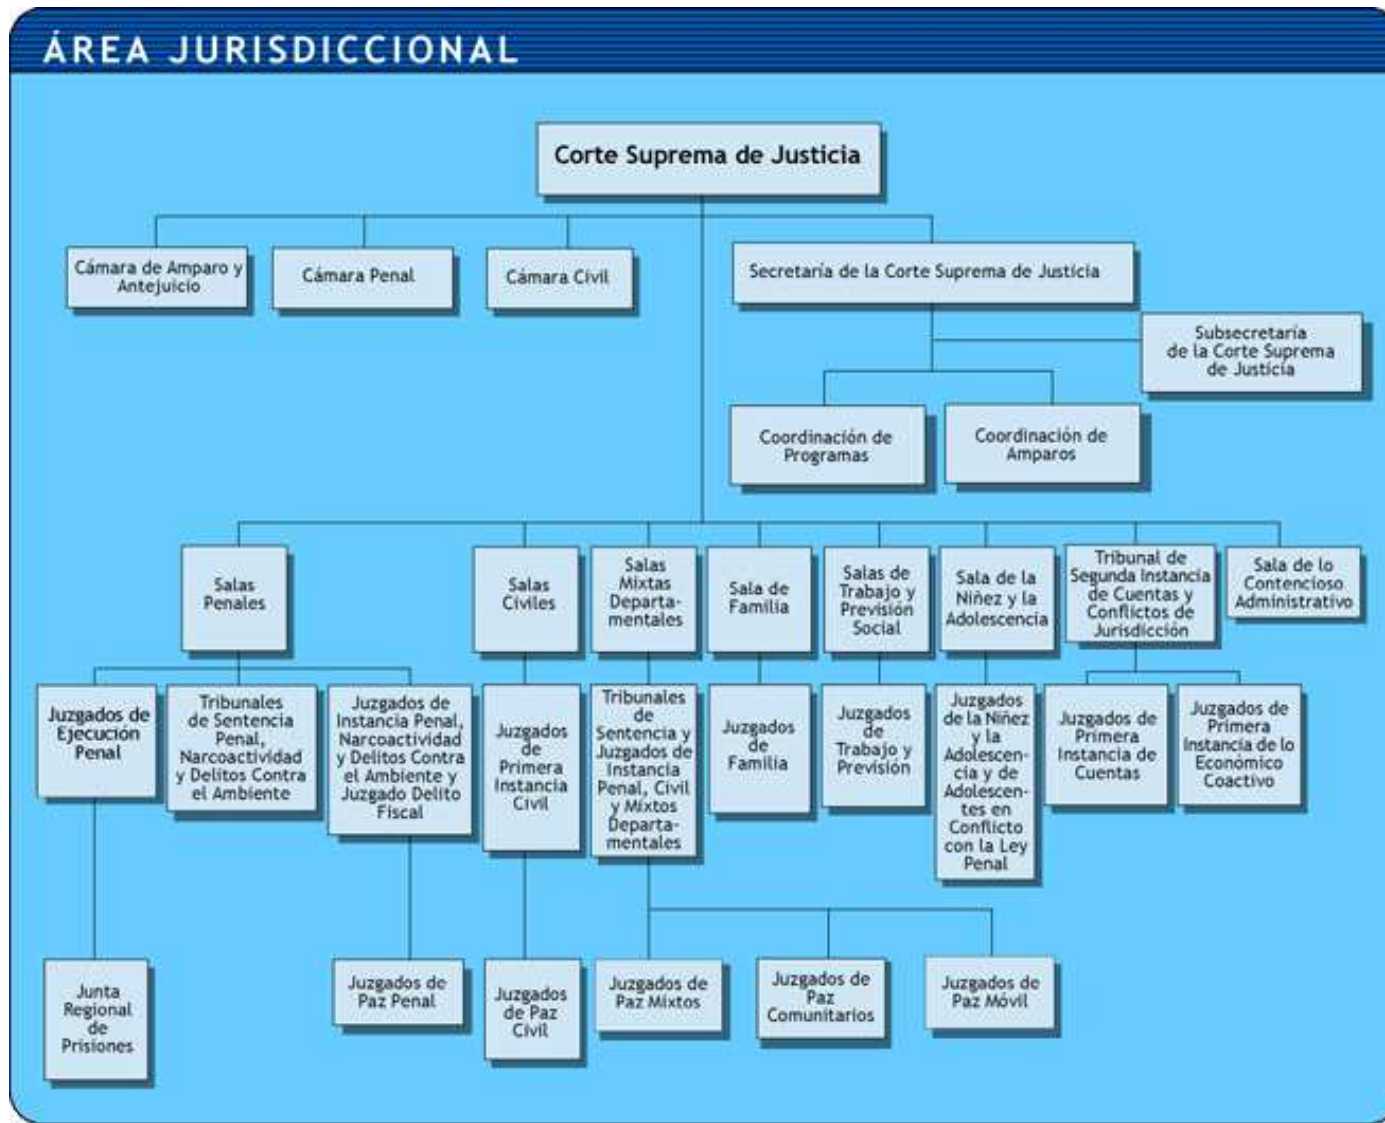 ÁREA JURISDICCIONAL
Corte Suprema de Justicia
Cámara de Amparo y
Antejuicio
Cámara Penal
Cámara Civil
Secretaría de la Corte Suprema de Justicia
Subsecretaría
de la Corte Suprema
de Justicia
Coordinación de
Programas
Coordinación de
Amparos
Salas
Penales
Salas
Civiles
Salas
Mixtas
Departa-
mentales
Sala de
Familia
Salas de
Trabajo y
Previsión
Social
Sala de la
Niñez y la
Adolescencia
Tribunal de
Segunda Instancia
de Cuentas y
Conflictos de
Jurisdicción
Sala de lo
Contencioso
Administrativo
Juzgados de
Ejecución
Penal
Tribunales
de Sentencia
Penal,
Narcoactividad
y Delitos Contra
el Ambiente
Juzgados de
Instancia Penal,
Narcoactividad
y Delitos Contra
el Ambiente y
Juzgado Delito
Fiscal
Juzgados
de
Primera
Instancia
Civil
Tribunales
de
Sentencia y
Juzgados de
Instancia
Penal, Civil
y Mixtos
Departa-
mentales
Juzgados
de
Familia
Juzgados
de
Trabajo y
Previsión
Juzgados
de la Niñez
y la
Adolescen-
cia y de
Adolescen-
tes en
Conflicto
con la Ley
Penal
Juzgados de
Primera
Instancia de
Cuentas
Juzgados de
Primera
Instancia de lo
Económico
Coactivo
Junta
Regional
de
Prisiones
Juzgados de
Paz Penal
Juzgados
de Paz
Civil
Juzgados de
Paz Mixtos
Juzgados de
Paz
Comunitarios
Juzgados de
Paz Móvil